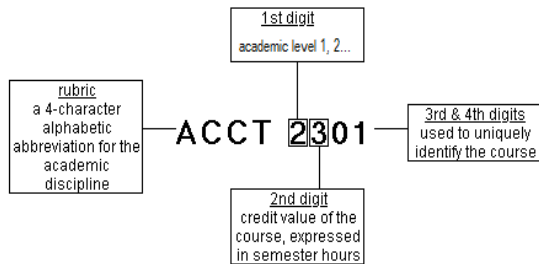 1st digit
academic level 1, 2...
rubric
a 4-character
alphabetic
abbreviation for the
academic
discipline
ACCT 2301
3rd & 4th digits
used to uniquely
identify the course
2nd digit
credit value of the
course, expressed
in semester hours